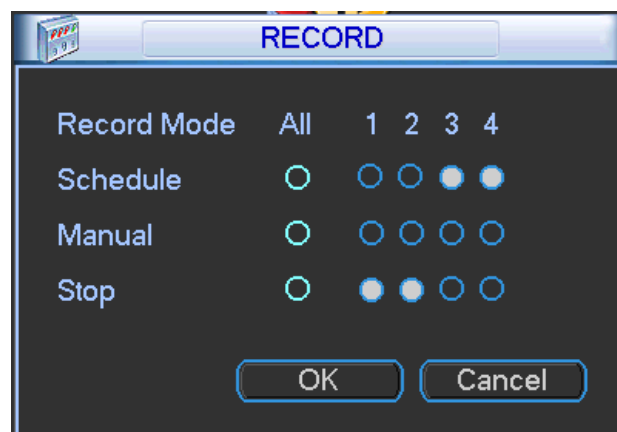 RECORD
Record Mode All 1 2 3 4
Schedule
Manual
Stop
OK Cancel